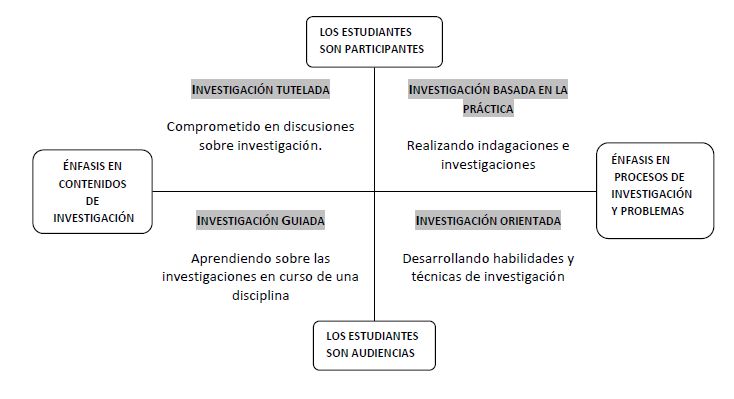 LOS ESTUDIANTES
SON PARTICIPANTES
INVESTIGACIÓN TUTELADA
Comprometido en discusiones
sobre investigación.
INVESTIGACIÓN BASADA EN LA
PRÁCTICA
Realizando indagaciones e
investigaciones
ÉNFASIS EN
CONTENIDOS
DE
INVESTIGACIÓN
ÉNFASIS EN
PROCESOS DE
INVESTIGACIÓN
Y PROBLEMAS
INVESTIGACIÓN GUIADA
Aprendiendo sobre las
investigaciones en curso de una
disciplina
INVESTIGACIÓN ORIENTADA
Desarrollando habilidades y
técnicas de investigación
LOS ESTUDIANTES
SON AUDIENCIAS